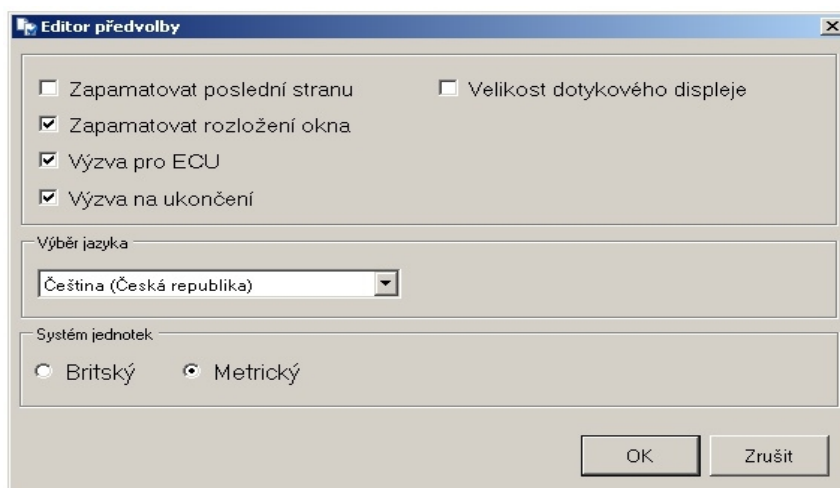 Editor předvolby
Zapamatovat poslední stranu
Velikost dotykového displeje
Zapamatovat rozložení okna
Výzva pro ECU
Výzva na ukončení
Výběr jazyka
Čeština (Česká republika)
Systém jednotek
Britský Metrický
OK Zrušit